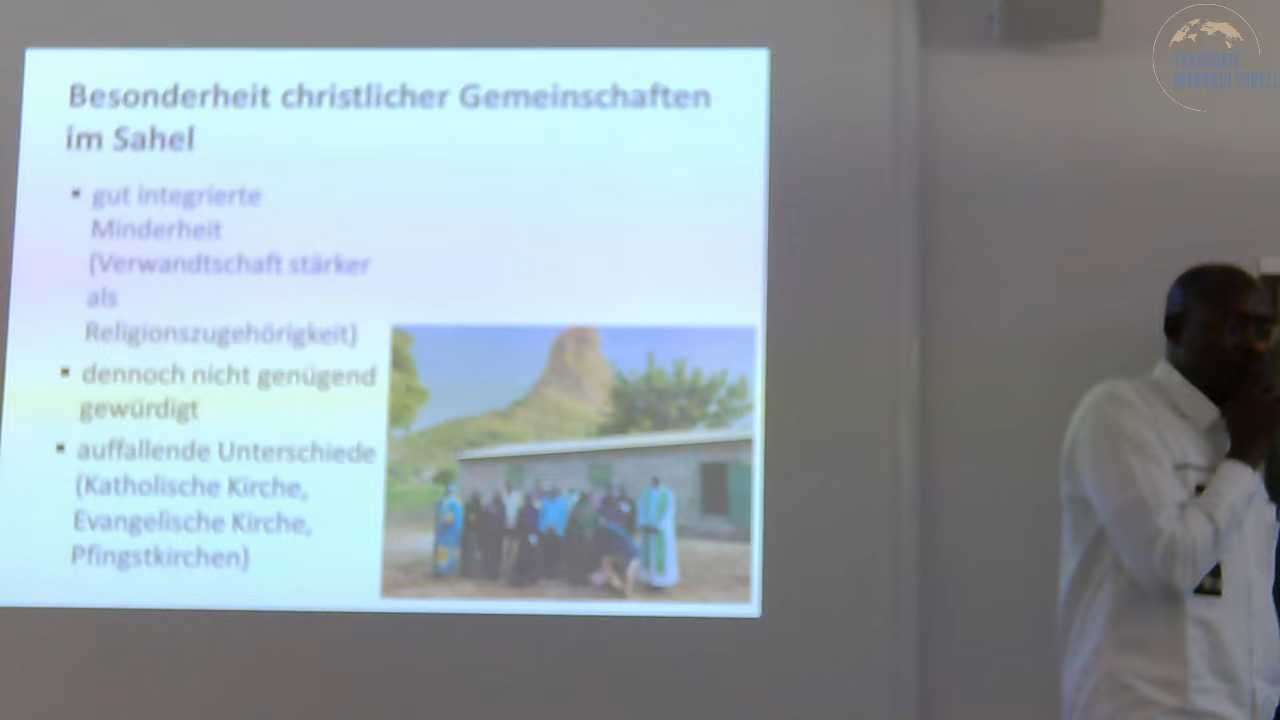 Besonderheit christlicher Gemeinschaften
im Sahel
▪ gut integrierte
Minderheit
(Verwandtschaft stärker
als
Religionszugehörigkeit)
▪ dennoch nicht genügend
gewürdigt
▪ auffallende Unterschiede
(Katholische Kirche,
Evangelische Kirche,
Pfingstkirchen)
THEOLOGIE